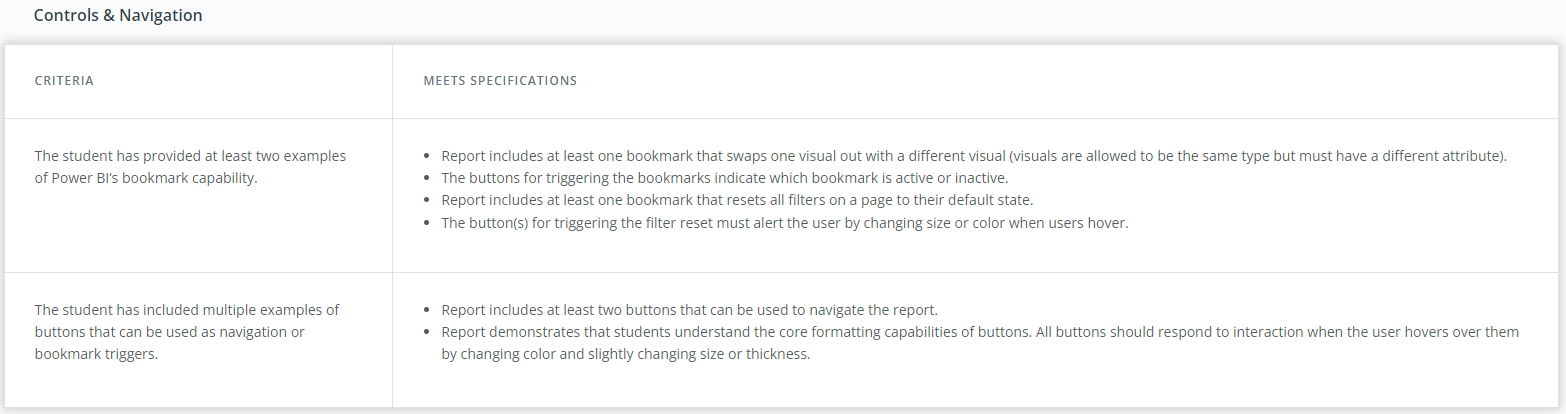 Controls & Navigation
CRITERIA
MEETS SPECIFICATIONS
The student has provided at least two examples
of Power BI's bookmark capability.
• Report includes at least one bookmark that swaps one visual out with a different visual (visuals are allowed to be the same type but must have a different attribute).
• The buttons for triggering the bookmarks indicate which bookmark is active or inactive.
• Report includes at least one bookmark that resets all filters on a page to their default state.
• The button(s) for triggering the filter reset must alert the user by changing size or color when users hover.
The student has included multiple examples of
buttons that can be used as navigation or
bookmark triggers.
• Report includes at least two buttons that can be used to navigate the report.
• Report demonstrates that students understand the core formatting capabilities of buttons. All buttons should respond to interaction when the user hovers over them
by changing color and slightly changing size or thickness.